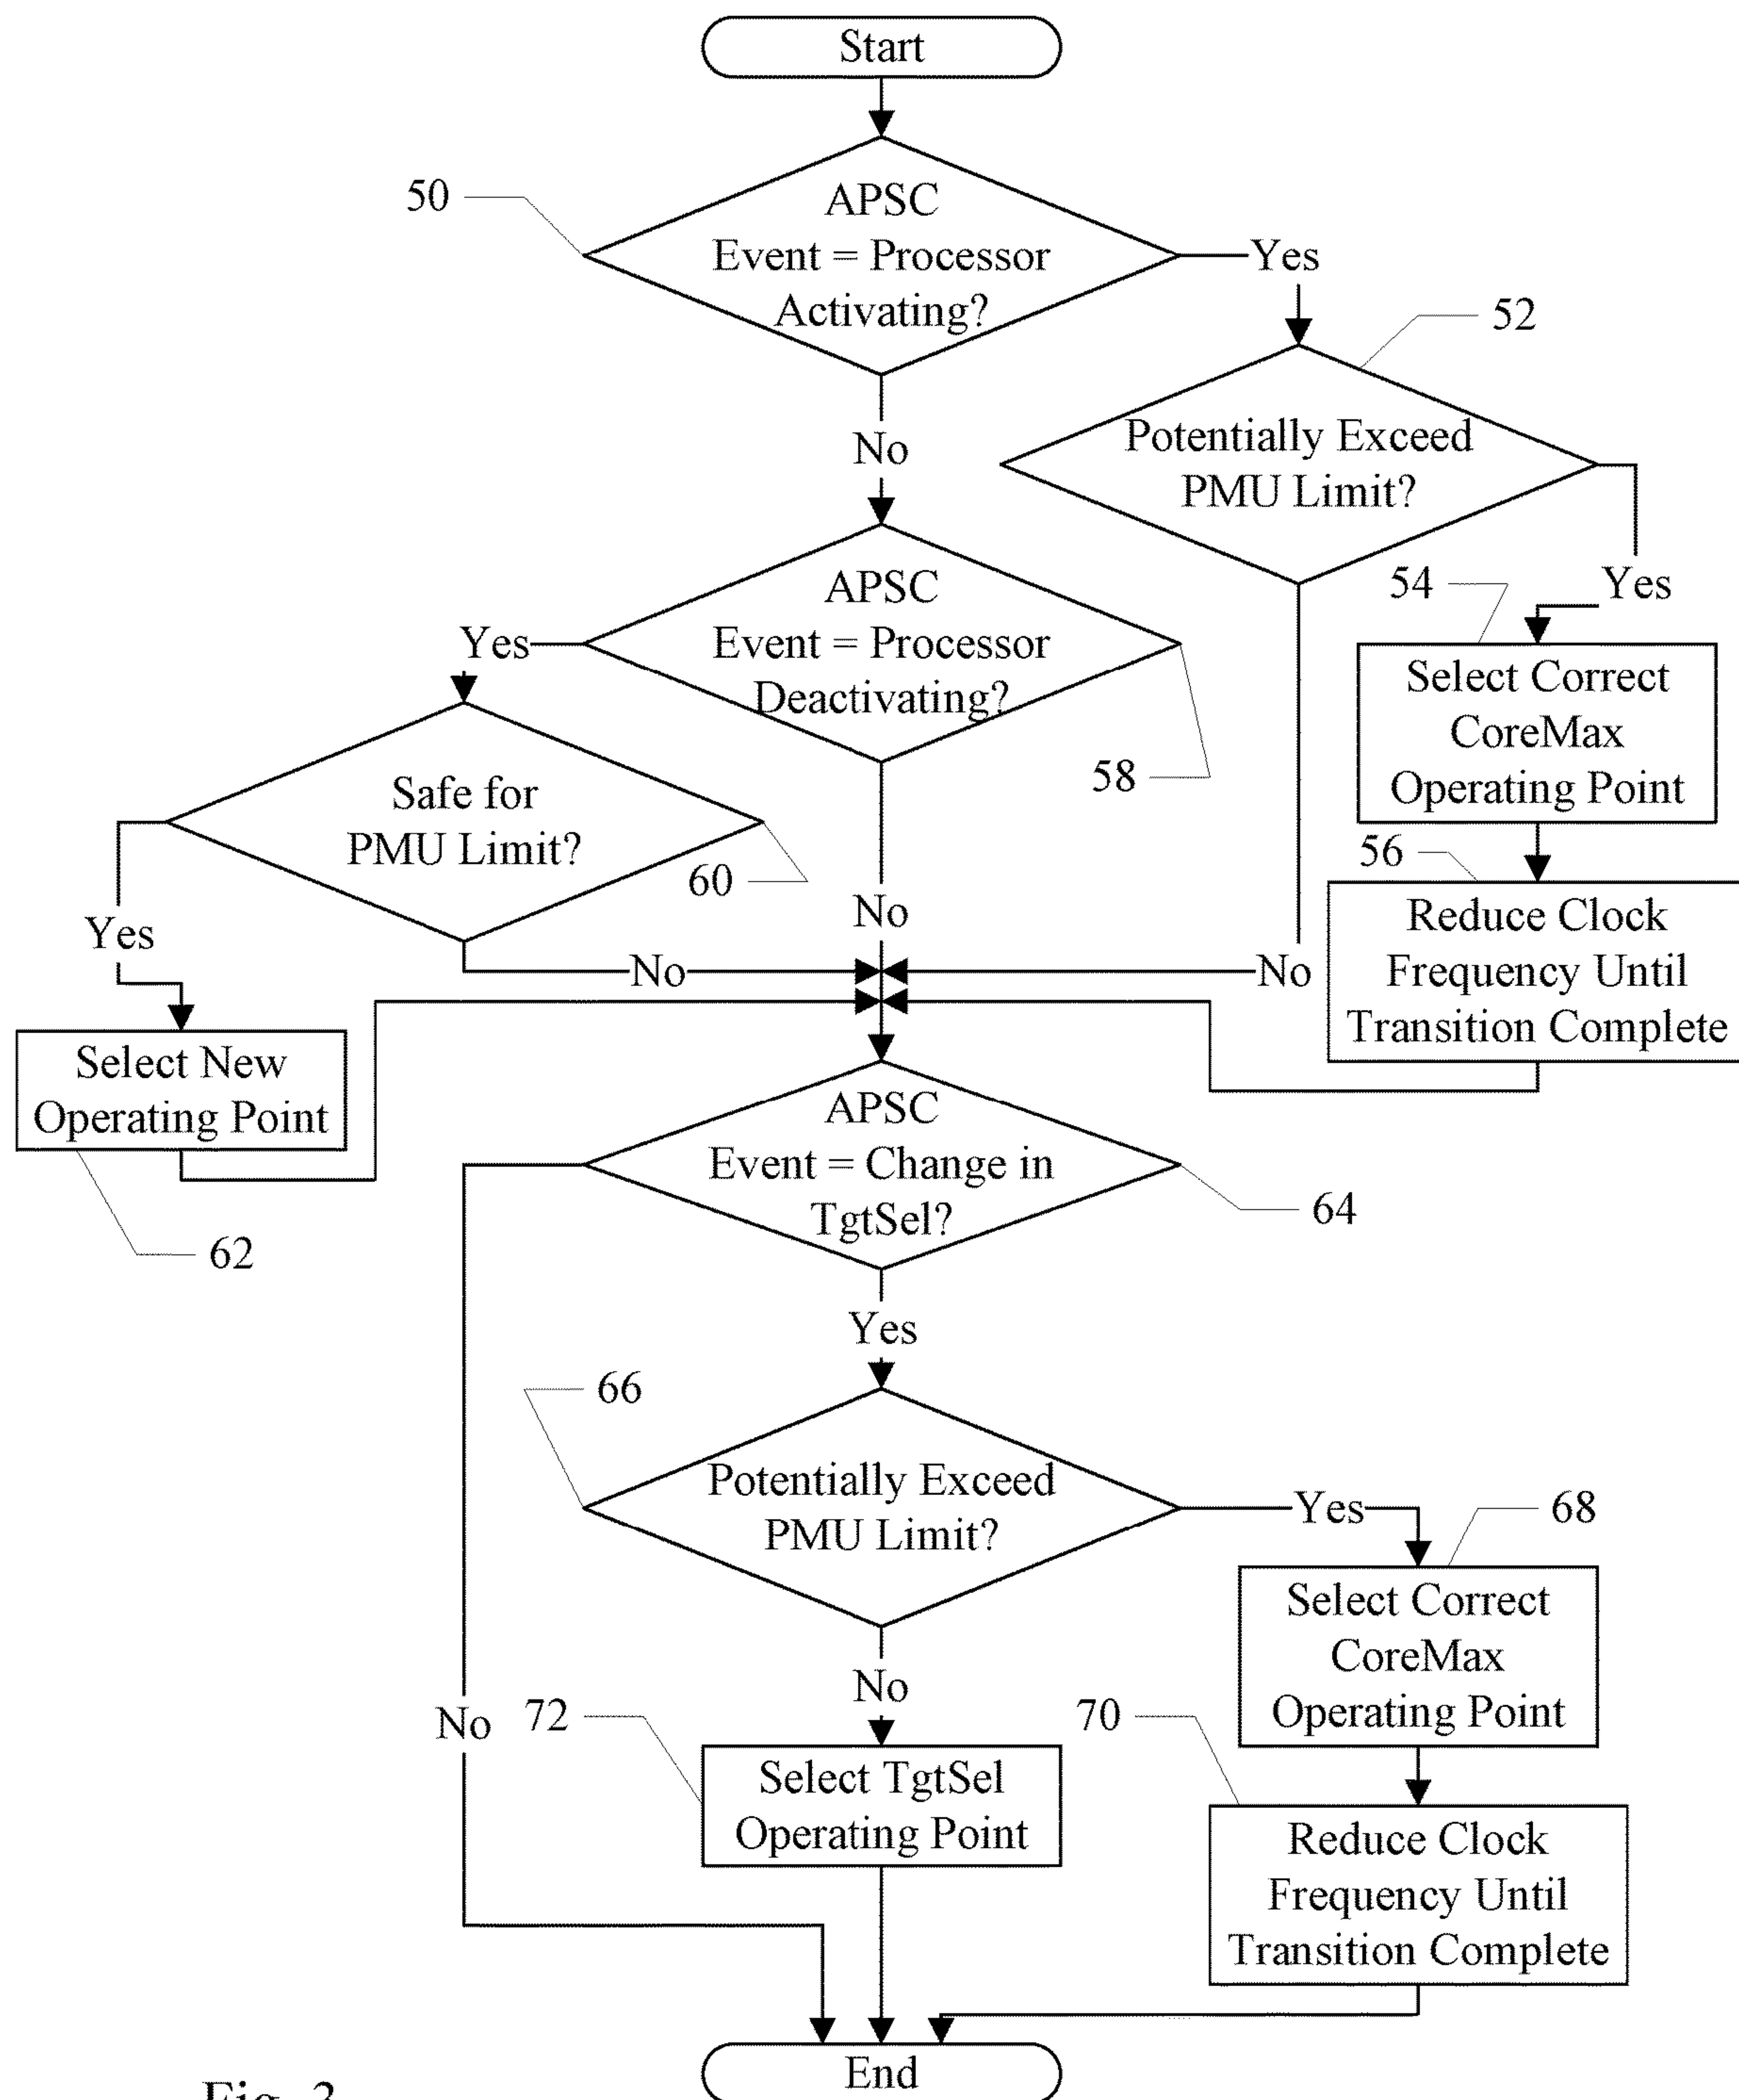 Start
50
APSC
Event = Processor
Activating?
Yes
52
No
Potentially Exceed
PMU Limit?
54
Yes
APSC
Event = Processor
Deactivating?
Yes
58
Select Correct
CoreMax
Operating Point
Safe for
PMU Limit?
60
56
No
Yes
Reduce Clock
Frequency Until
Transition Complete
No
No
Select New
Operating Point
62
APSC
Event = Change in
TgtSel?
64
Yes
66
Potentially Exceed
PMU Limit?
Yes
68
Select Correct
CoreMax
Operating Point
No
No
72
70
Select TgtSel
Operating Point
Reduce Clock
Frequency Until
Transition Complete
End
Fig. 3